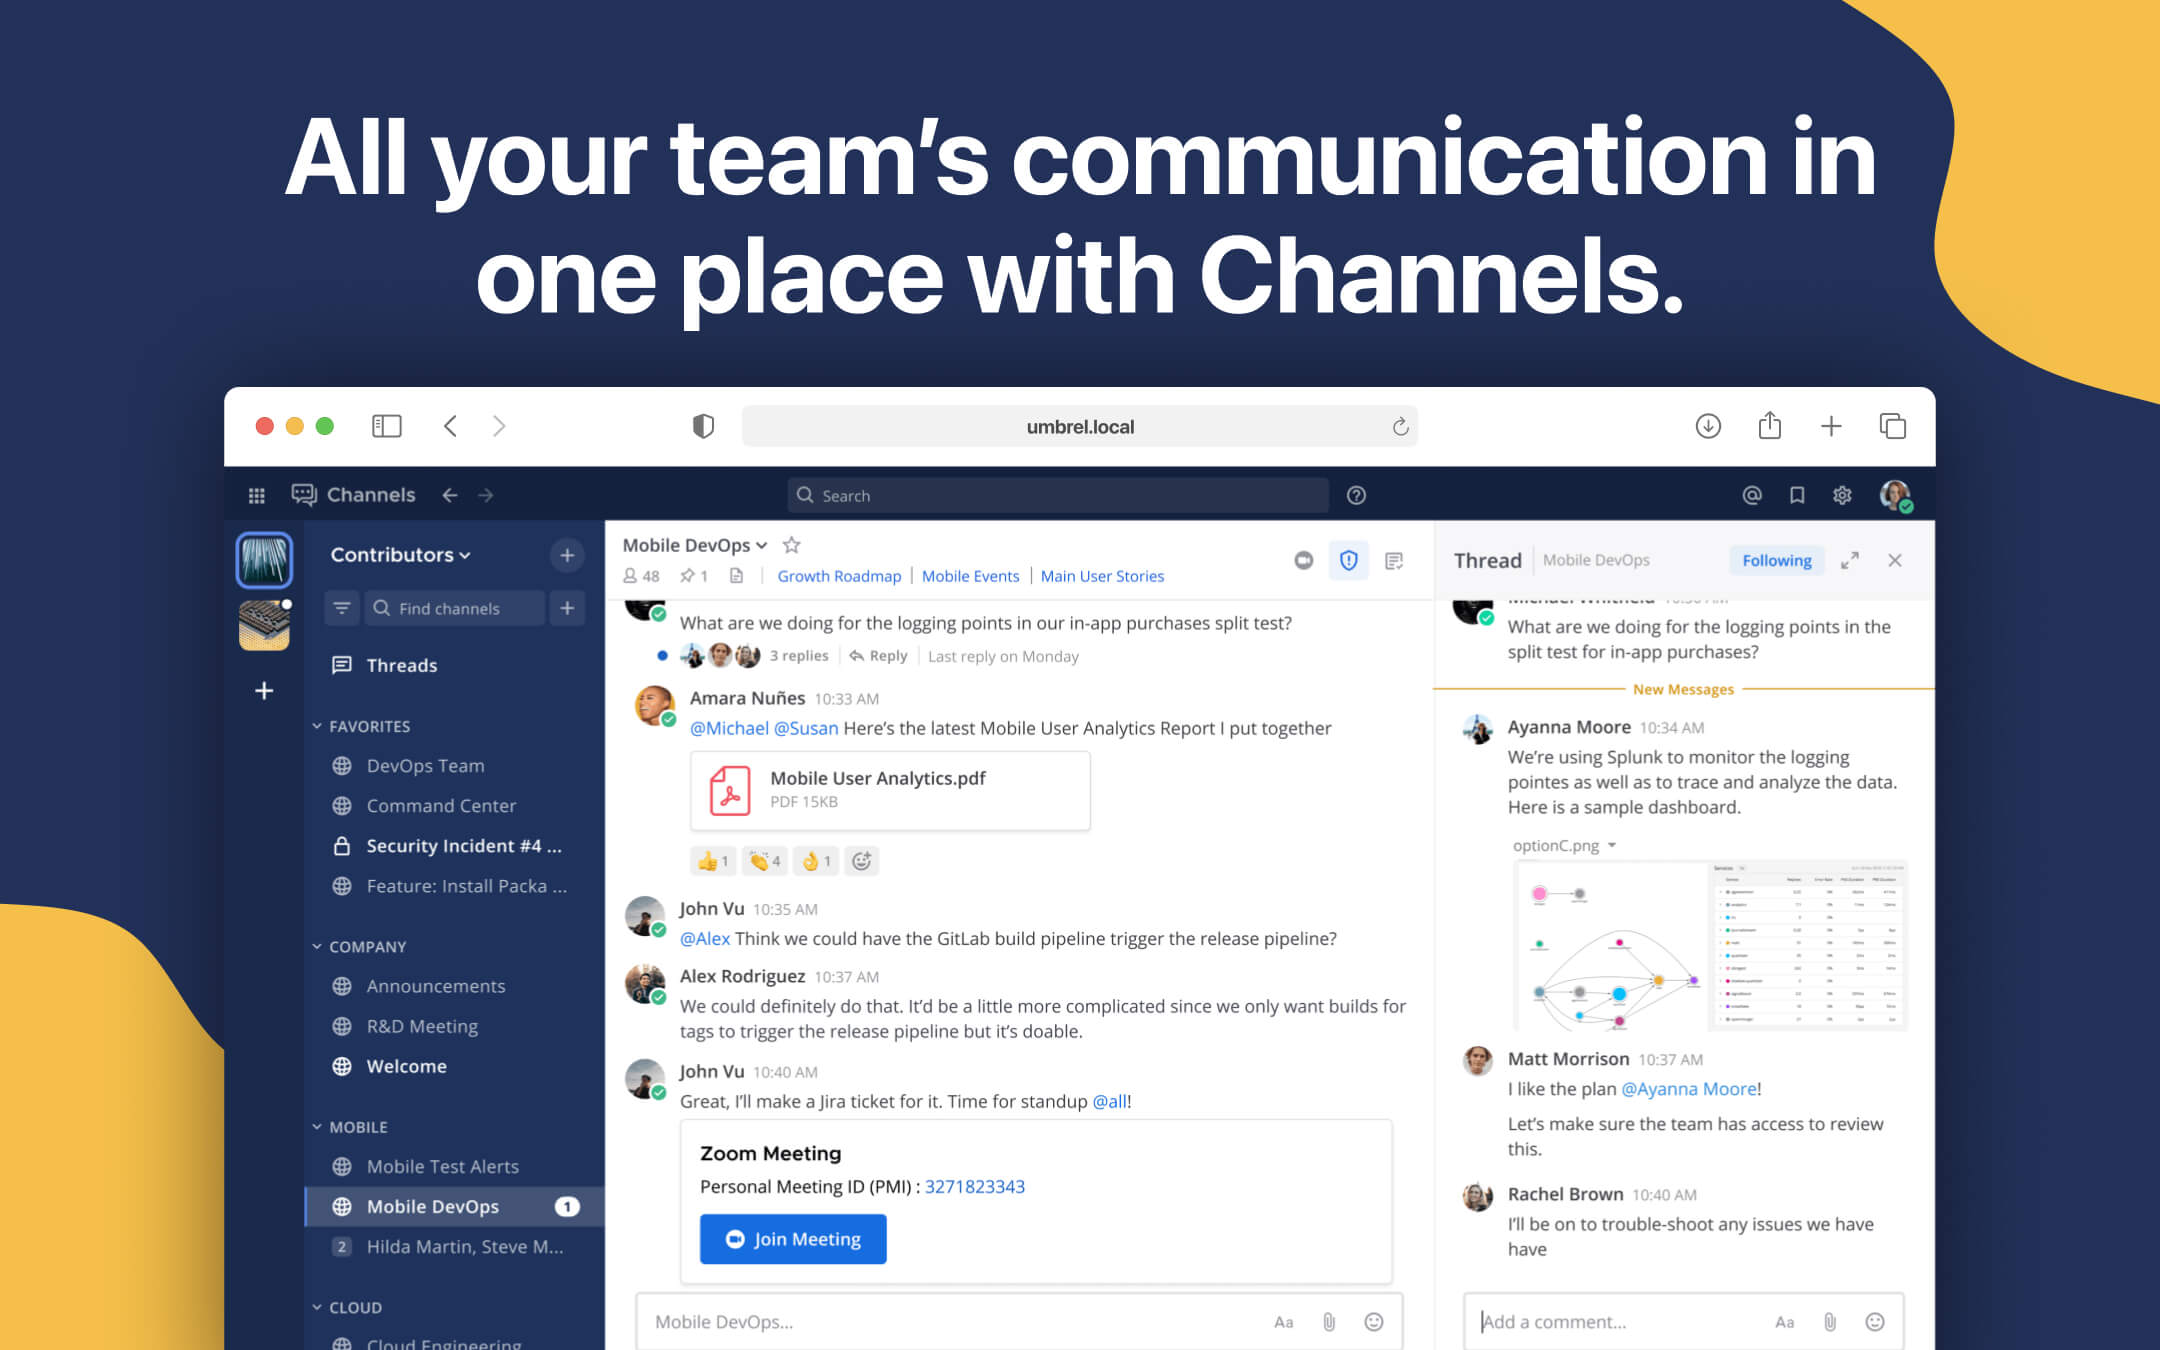 All your team’s communication in
one place with Channels.
umbrel.local
Channels
Search
Contributors
Find channels
Threads
FAVORITES
DevOps Team
Command Center
Security Incident #4 ...
Feature: Install Packa ...
COMPANY
Announcements
R&D Meeting
Welcome
MOBILE
Mobile Test Alerts
Mobile DevOps 1
2 Hilda Martin, Steve M...
CLOUD
Cloud Engineering
Mobile DevOps
48 1 Growth Roadmap Mobile Events Main User Stories
What are we doing for the logging points in our in-app purchases split test?
3 replies Reply Last reply on Monday
Amara Nuñes 10:33 AM
@Michael @Susan Here’s the latest Mobile User Analytics Report I put together
Mobile User Analytics.pdf
PDF 15KB
1 4 1
John Vu 10:35 AM
@Alex Think we could have the GitLab build pipeline trigger the release pipeline?
Alex Rodriguez 10:37 AM
We could definitely do that. It’d be a little more complicated since we only want builds for
tags to trigger the release pipeline but it’s doable.
John Vu 10:40 AM
Great, I’ll make a Jira ticket for it. Time for standup @all!
Zoom Meeting
Personal Meeting ID (PMI) : 3271823343
Join Meeting
Mobile DevOps...
Aa
Thread Mobile DevOps Following
Michael Whitfield 10:30 AM
What are we doing for the logging points in the
split test for in-app purchases?
New Messages
Ayanna Moore 10:34 AM
We’re using Splunk to monitor the logging
pointes as well as to trace and analyze the data.
Here is a sample dashboard.
optionC.png
Services
Matt Morrison 10:37 AM
I like the plan @Ayanna Moore!
Let’s make sure the team has access to review
this.
Rachel Brown 10:40 AM
I’ll be on to trouble-shoot any issues we have
have
Add a comment...
Aa